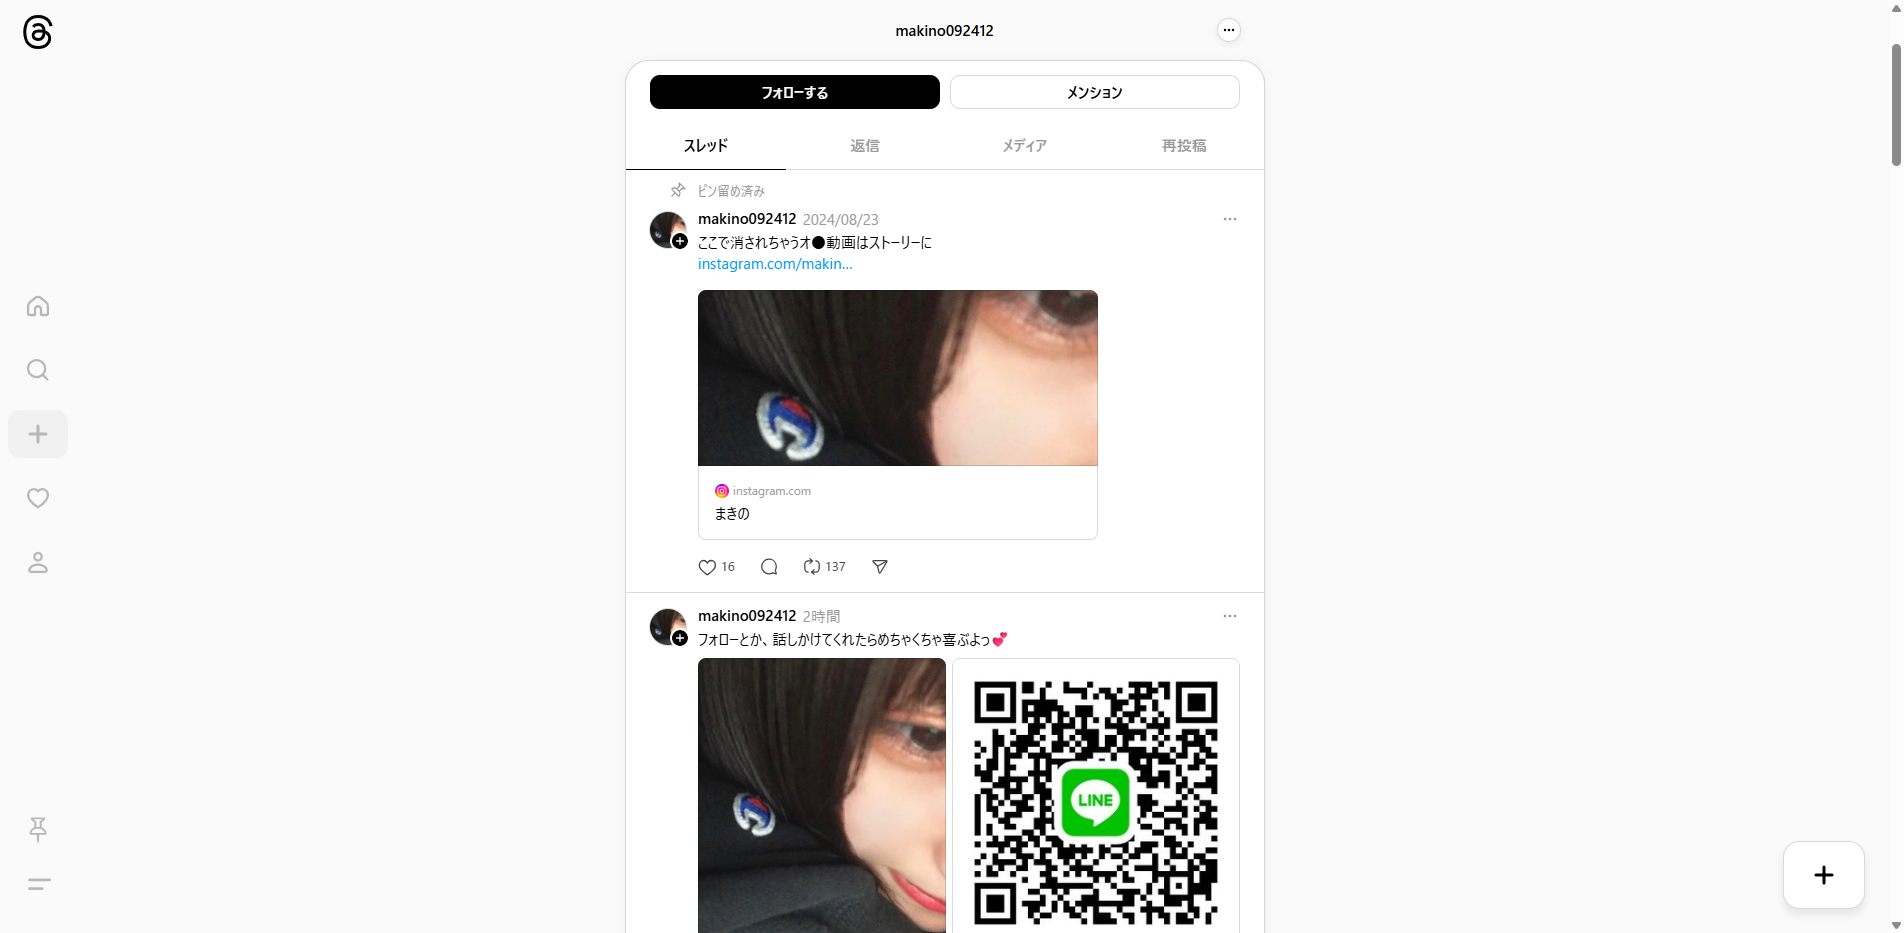 makino092412
フォローする
メンション
スレッド
返信
メディア
再投稿
ピン留め済み
makino092412 2024/08/23
ここで消されちゃうオ●動画はストーリーに
instagram.com/makin...
instagram.com
まきの
16
137
makino092412 2時間
フォローとか、話しかけてくれたらめちゃくちゃ喜ぶよっ💕
LINE